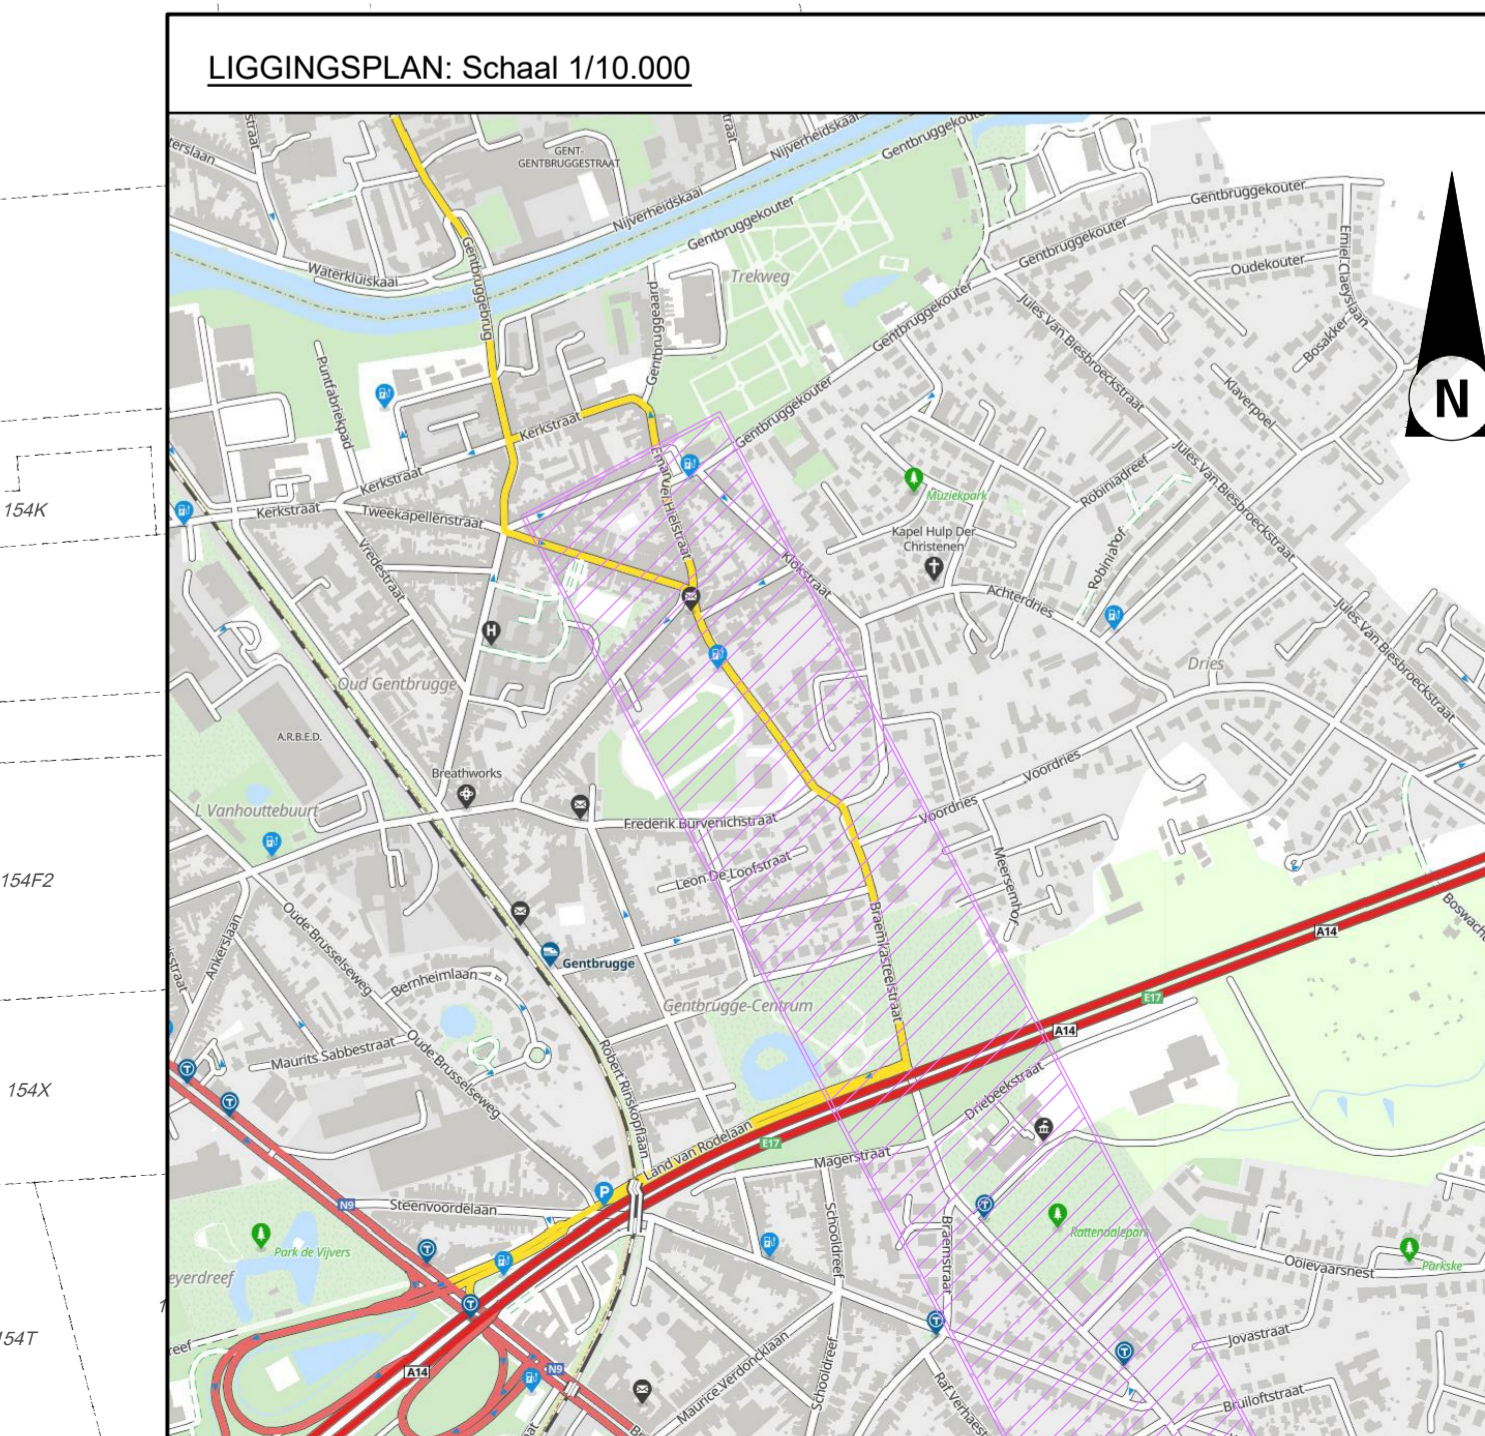 LIGGINGSPLAN: Schaal 1/10.000
GENT-
GENTBRUGGESTRAAT
Nijverheidskaai
Gentbruggekouter
Nijverheidskaai
Gentbruggekouter
Gentbruggekouter
Gentbruggekouter
Waterkluiskaai
Gentbruggebrug
Trekweg
Oudekouter
Emiel Claeyslaan
Gentbruggeaard
Gentbruggekouter
Jules Van Biesbroeckstraat
Bosakker
Puntfabriekpad
Klaverpoel
N
Kerkstraat
Gentbruggekouter
Kerkstraat
Emanuel Hielstraat
Jules Van Biesbroeckstraat
Robiniadreef
Muziekpark
154K
Kerkstraat
Tweekapellenstraat
Kapel Hulp Der
Christenen
Vredestraat
Klokstraat
Robiniahof
Achterdries
Jules Van Biesbroeckstraat
H
Dries
Oud Gentbrugge
A.R.B.E.D.
Breathworks
Voordries
L Vanhouttebuurt
Voordries
Frederik Burvenichstraat
Leon De Loofstraat
Meersemhof
154F2
Oude Brusselseweg
Braemkasteelstraat
A14
Ankerslaan
Gentbrugge
Bernheimlaan
Gentbrugge-Centrum
E17
A14
Maurits Sabbestraat
Oude Brusselseweg
Robert Rinskopflaan
154X
Driebeekstraat
Land van Rodelaan
E17
Magerstraat
P
N9
Steenvoordelaan
Schooldreef
Braemstraat
Rattendalepark
Park de Vijvers
Ooievaarsnest
Parkske
eyerdreef
154T
Jovastraat
A14
N9
Maurice Verdoncklaan
Schooldreef
Bruiloftstraat